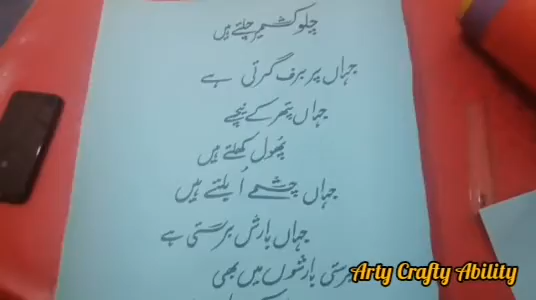 چلو کشمیر چلتے ہیں
جہاں پر برف گرتی ہے
جہاں پتھر کے نیچے
پھول کھلتے ہیں
جہاں چشمے اُبلتے ہیں
جہاں بارش برستی ہے
برستی بارشوں میں بھی
Arty Crafty Ability